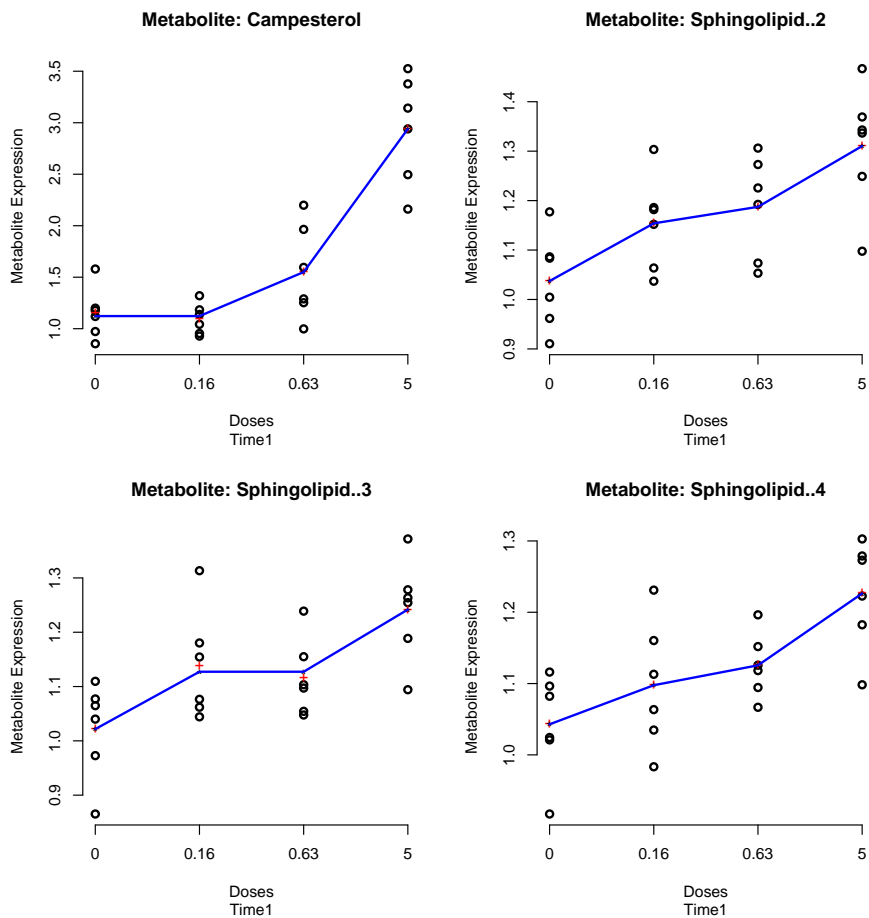 Metabolite: Campesterol
Metabolite Expression
3.5
3.0
2.5
2.0
1.5
1.0
0 0.16 0.63 5
Doses
Time1
Metabolite: Sphingolipid..2
Metabolite Expression
1.4
1.3
1.2
1.1
1.0
0.9
0 0.16 0.63 5
Doses
Time1
Metabolite: Sphingolipid..3
Metabolite Expression
1.3
1.2
1.1
1.0
0.9
0 0.16 0.63 5
Doses
Time1
Metabolite: Sphingolipid..4
Metabolite Expression
1.3
1.2
1.1
1.0
0 0.16 0.63 5
Doses
Time1